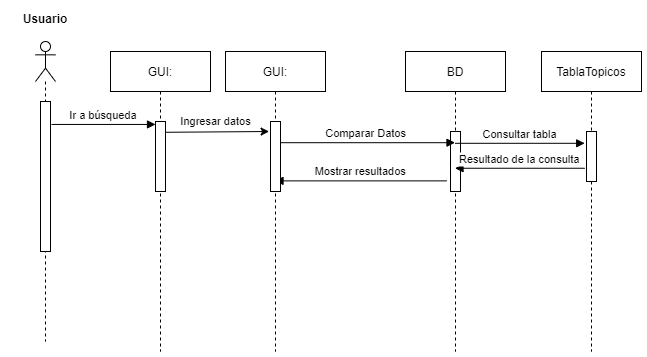 Usuario
GUI:
GUI:
BD
TablaTopicos
Ir a búsqueda
Ingresar datos
Comparar Datos
Consultar tabla
Resultado de la consulta
Mostrar resultados